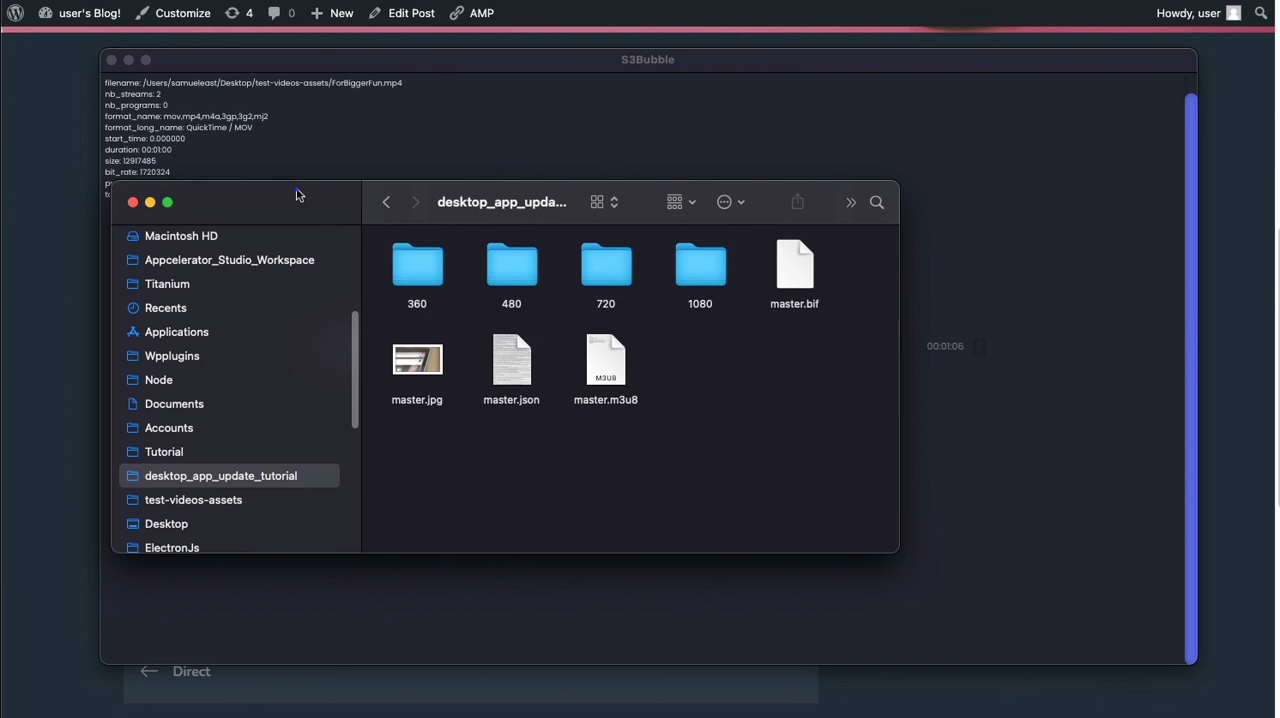 user's Blog! Customize 4 0 New Edit Post AMP Howdy, user
S3Bubble
filename: /Users/samueleast/Desktop/test-videos-assets/ForBiggerFun.mp4
nb_streams: 2
nb_programs: 0
format_name: mov,mp4,m4a,3gp,3g2,mj2
format_long_name: QuickTime / MOV
start_time: 0.000000
duration: 00:01:00
size: 12917485
bit_rate: 1720324
desktop_app_upda...
Macintosh HD
Appcelerator_Studio_Workspace
Titanium
Recents
Applications
Wpplugins
Node
Documents
Accounts
Tutorial
desktop_app_update_tutorial
test-videos-assets
Desktop
ElectronJs
360 480 720 1080 master.bif
M3U8
master.jpg master.json master.m3u8
00:01:06
Direct